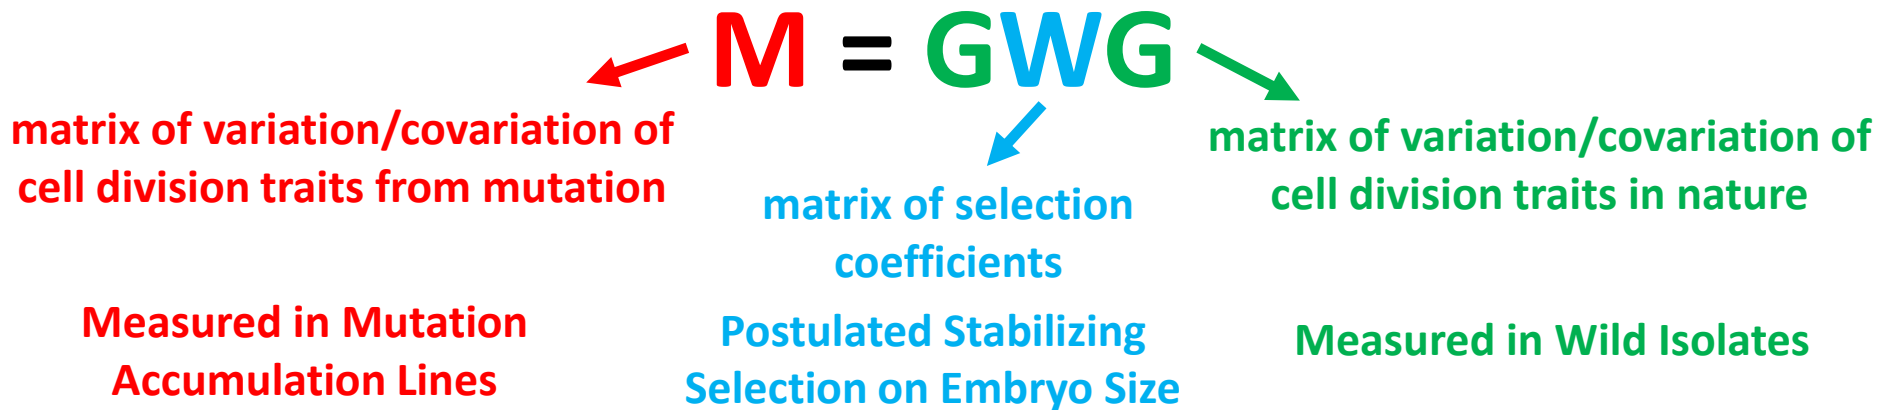 M = GWG
matrix of variation/covariation of
cell division traits from mutation
matrix of selection
coefficients
matrix of variation/covariation of
cell division traits in nature
Measured in Mutation
Accumulation Lines
Postulated Stabilizing
Selection on Embryo Size
Measured in Wild Isolates